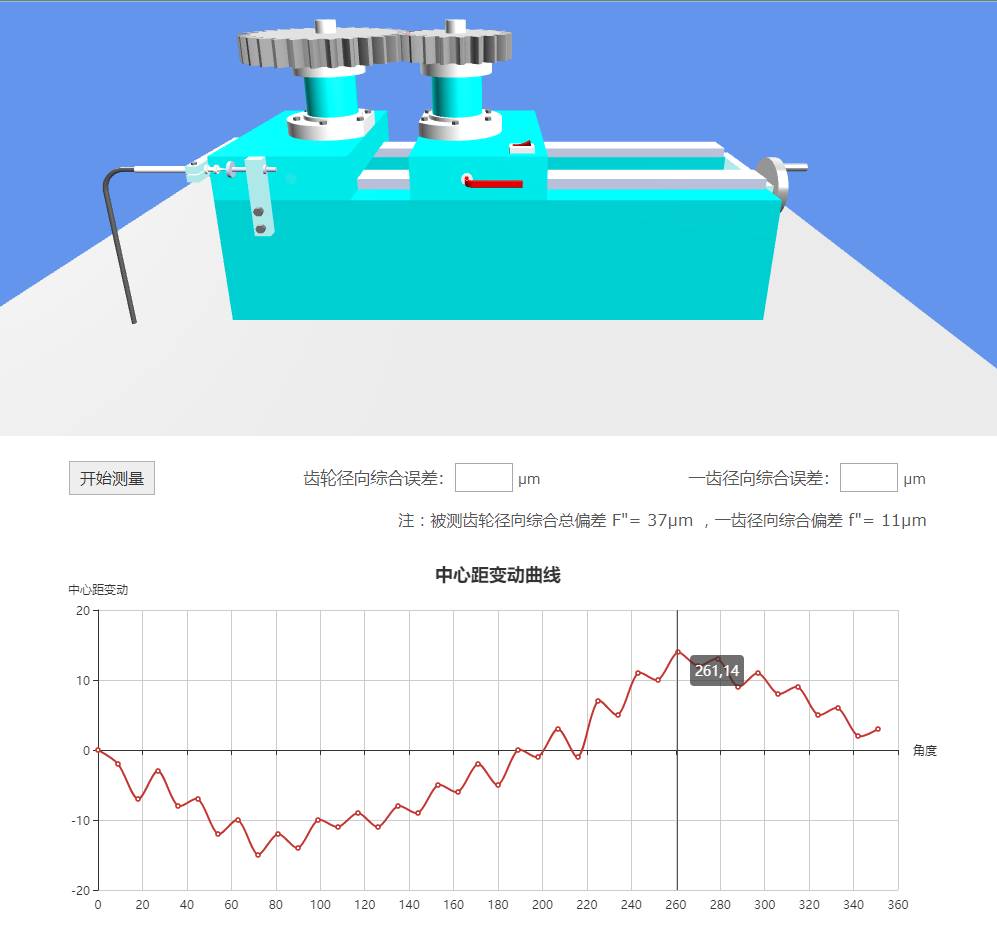 开始测量 齿轮径向综合误差： μm 一齿径向综合误差： μm
注：被测齿轮径向综合总偏差 F"= 37μm ，一齿径向综合偏差 f"= 11μm
中心距变动曲线
中心距变动
20
261,14
10
0 角度
-10
-20
0 20 40 60 80 100 120 140 160 180 200 220 240 260 280 300 320 340 360